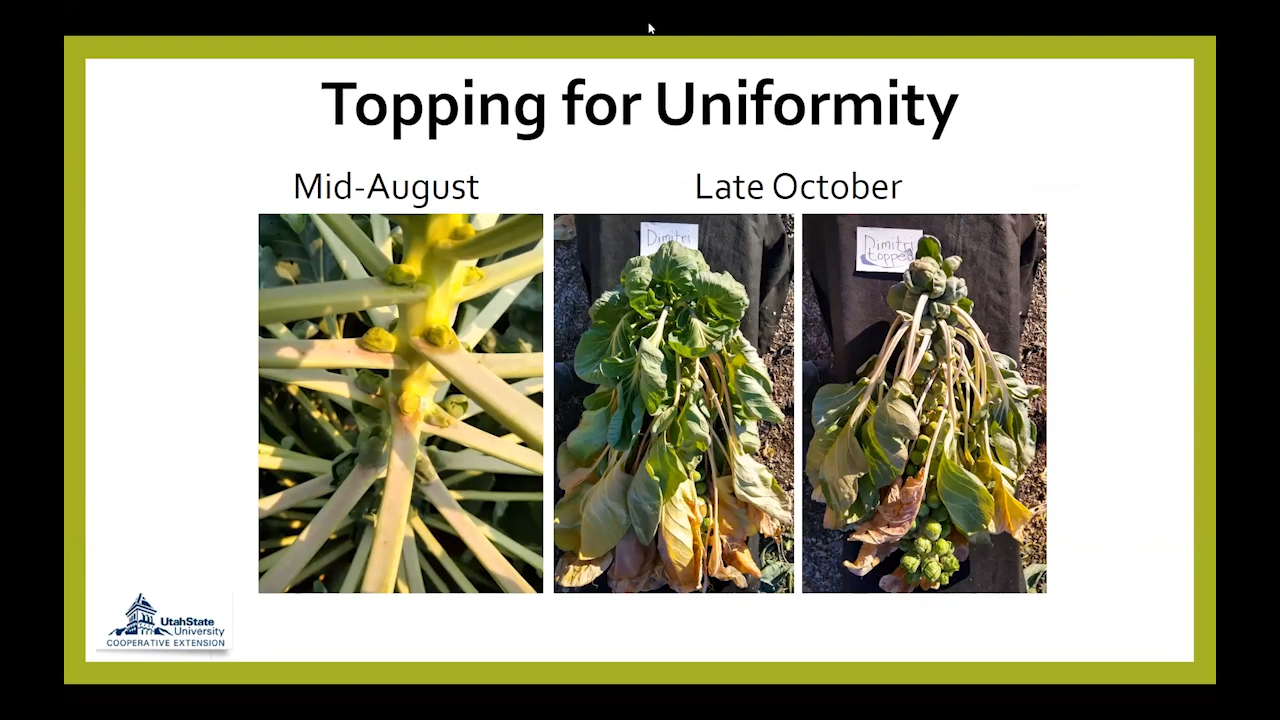 Topping for Uniformity
Mid-August
Late October
Dimitri
Dimitri
topped
UtahState
University
COOPERATIVE EXTENSION